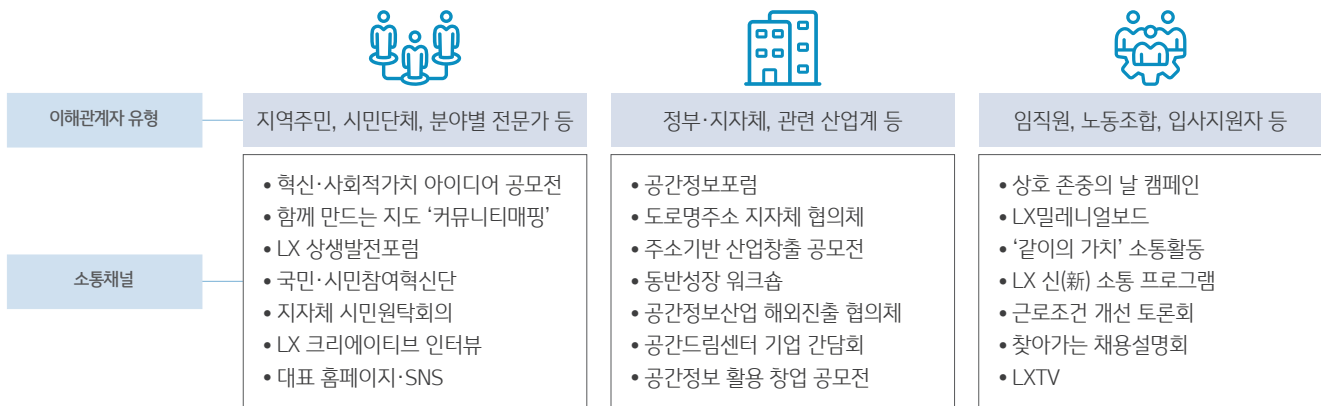 이해관계자 유형
지역주민, 시민단체, 분야별 전문가 등
정부·지자체, 관련 산업계 등
임직원, 노동조합, 입사지원자 등
소통채널
• 혁신·사회적가치 아이디어 공모전
• 함께 만드는 지도 ‘커뮤니티매핑’
• LX 상생발전포럼
• 국민·시민참여혁신단
• 지자체 시민원탁회의
• LX 크리에이티브 인터뷰
• 대표 홈페이지·SNS
• 공간정보포럼
• 도로명주소 지자체 협의체
• 주소기반 산업창출 공모전
• 동반성장 워크숍
• 공간정보산업 해외진출 협의체
• 공간드림센터 기업 간담회
• 공간정보 활용 창업 공모전
• 상호 존중의 날 캠페인
• LX밀레니얼보드
• ‘같이의 가치’ 소통활동
• LX 신(新) 소통 프로그램
• 근로조건 개선 토론회
• 찾아가는 채용설명회
• LXTV